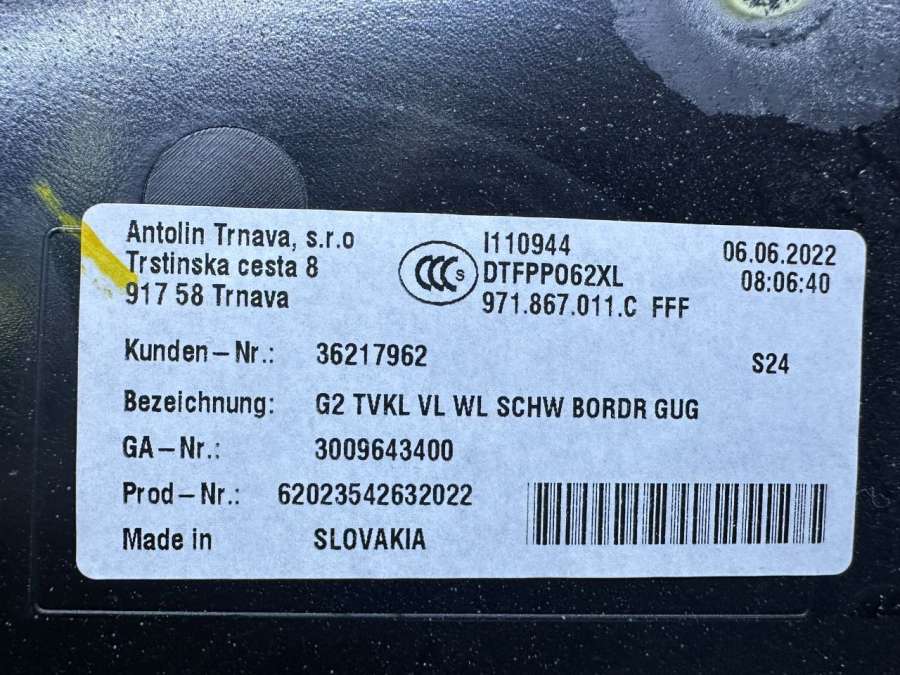 Antolin Trnava, s.r.o
Trstinska cesta 8
917 58 Trnava
CCC S
I110944
DTFPPO62XL
971.867.011.C FFF
06.06.2022
08:06:40
Kunden-Nr.: 36217962
S24
Bezeichnung: G2 TVKL VL WL SCHW BORDR GUG
GA-Nr.: 3009643400
Prod-Nr.: 62023542632022
Made in SLOVAKIA